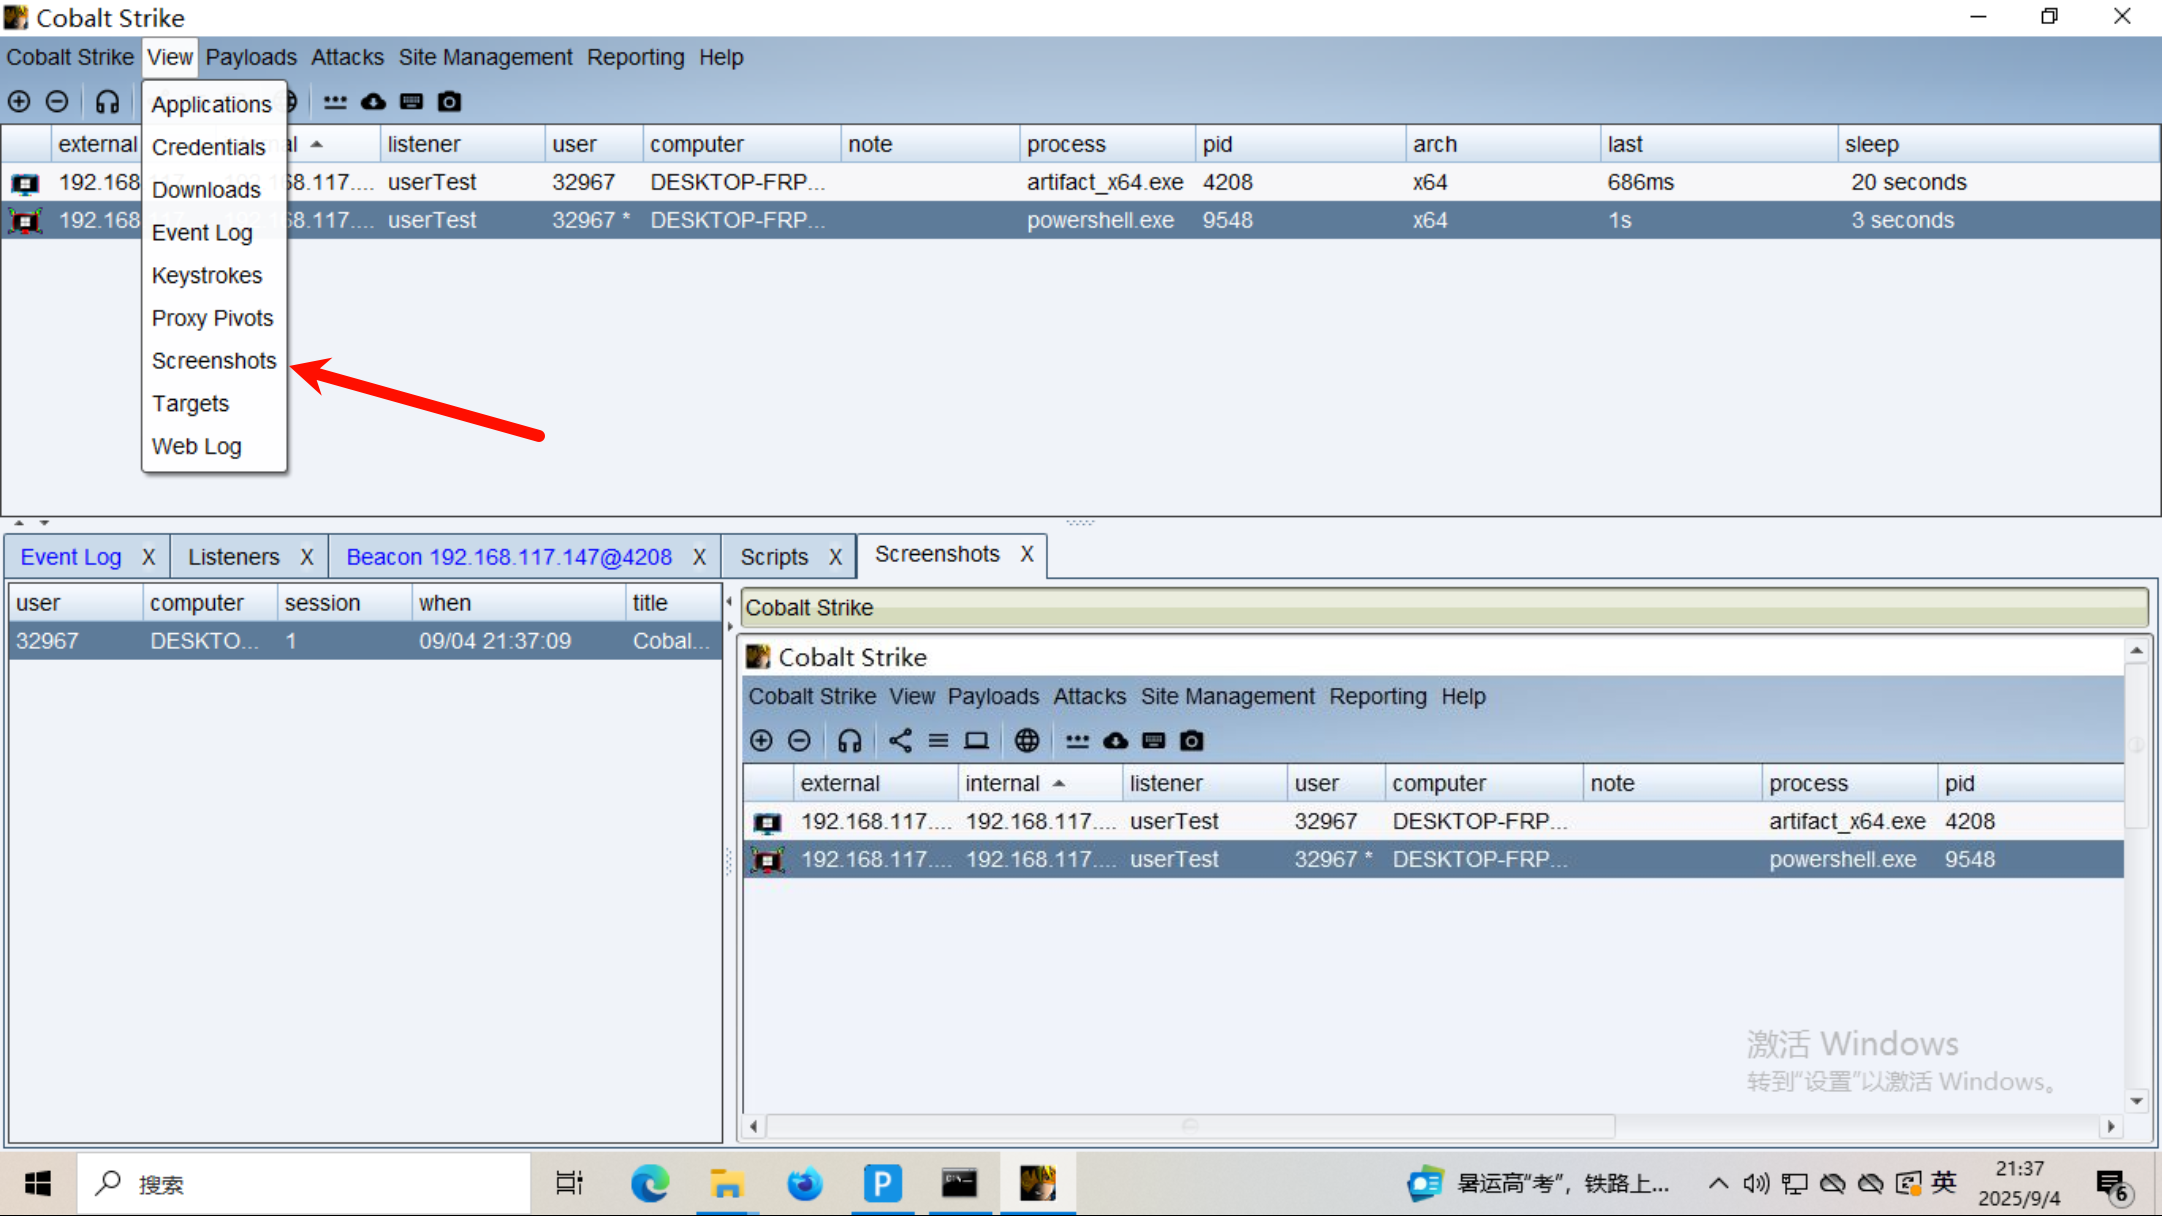 Cobalt Strike
Cobalt Strike View Payloads Attacks Site Management Reporting Help
Applications
Credentials
Downloads
Event Log
Keystrokes
Proxy Pivots
Screenshots
Targets
Web Log
external al listener user computer note process pid arch last sleep
192.168 192.168.117.... userTest 32967 DESKTOP-FRP... artifact_x64.exe 4208 x64 686ms 20 seconds
192.168 192.168.117.... userTest 32967 * DESKTOP-FRP... powershell.exe 9548 x64 1s 3 seconds
Event Log X Listeners X Beacon 192.168.117.147@4208 X Scripts X Screenshots X
user computer session when title
32967 DESKTO... 1 09/04 21:37:09 Cobal...
Cobalt Strike
Cobalt Strike
Cobalt Strike View Payloads Attacks Site Management Reporting Help
external internal listener user computer note process pid
192.168.117.... 192.168.117.... userTest 32967 DESKTOP-FRP... artifact_x64.exe 4208
192.168.117.... 192.168.117.... userTest 32967 * DESKTOP-FRP... powershell.exe 9548
激活 Windows
转到“设置”以激活 Windows。
搜索
暑运高“考”，铁路上...
英
21:37
2025/9/4
6